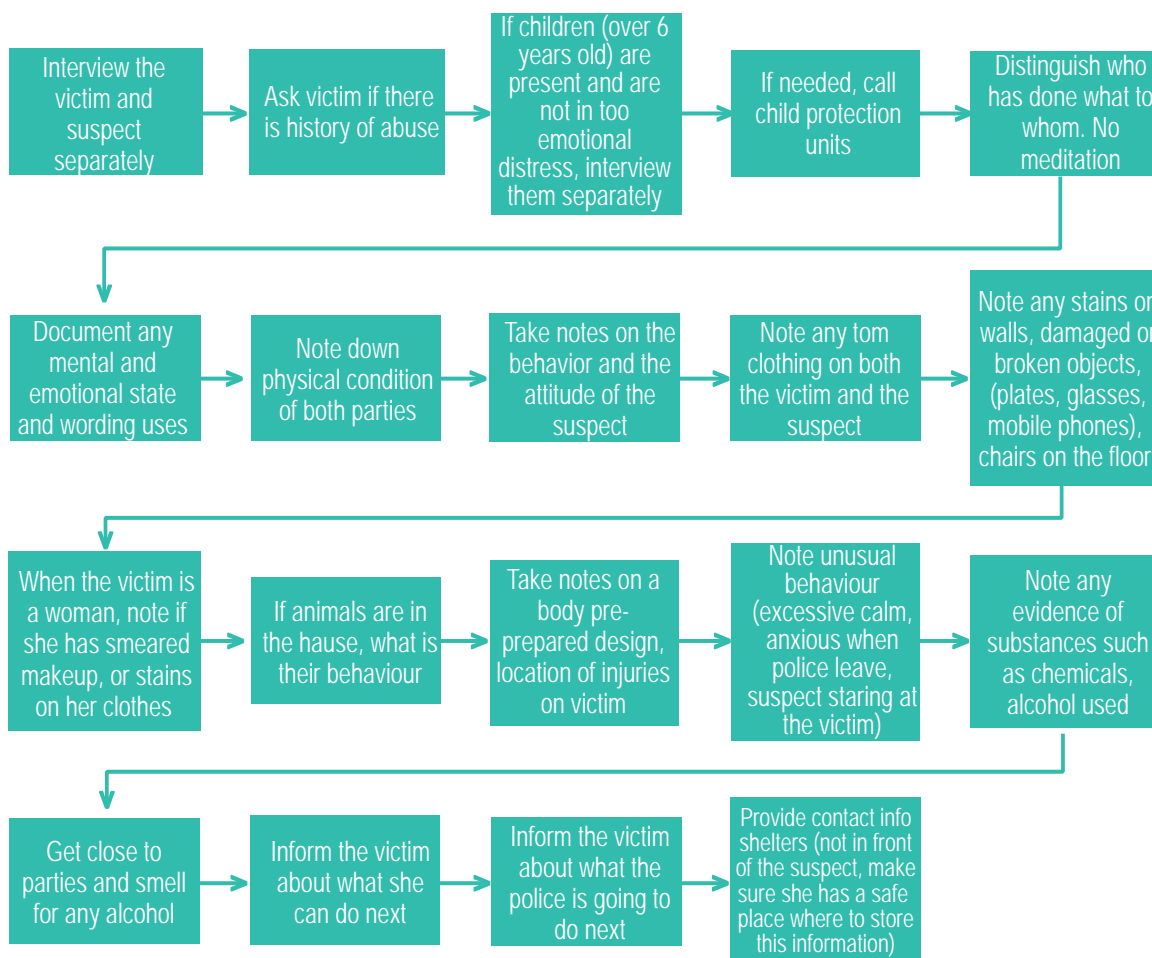 Interview the
victim and
suspect
separately
Ask victim if there
is history of abuse
If children (over 6
years old) are
present and are
not in too
emotional
distress, interview
them separately
If needed, call
child protection
units
Distinguish who
has done what to
whom. No
meditation
Document any
mental and
emotional state
and wording uses
Note down
physical condition
of both parties
Take notes on the
behavior and the
attitude of the
suspect
Note any tom
clothing on both
the victim and the
suspect
Note any stains on
walls, damaged or
broken objects,
(plates, glasses,
mobile phones),
chairs on the floor
When the victim is
a woman, note if
she has smeared
makeup, or stains
on her clothes
If animals are in
the hause, what is
their behaviour
Take notes on a
body pre-
prepared design,
location of injuries
on victim
Note unusual
behaviour
(excessive calm,
anxious when
police leave,
suspect staring at
the victim)
Note any
evidence of
substances such
as chemicals,
alcohol used
Get close to
parties and smell
for any alcohol
Inform the victim
about what she
can do next
Inform the victim
about what the
police is going to
do next
Provide contact info
shelters (not in front
of the suspect, make
sure she has a safe
place where to store
this information)